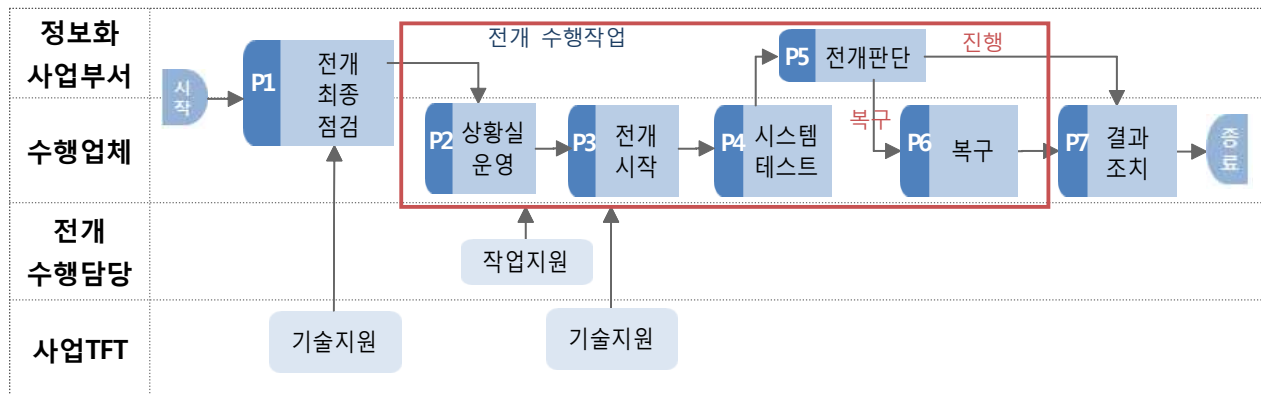 정보화
사업부서
수행업체
전개
수행담당
사업TFT
시
작
P1
전개
최종
점검
전개 수행작업
P2
상황실
운영
P3
전개
시작
P4
시스템
테스트
P5
전개판단
진행
복구
P6
복구
P7
결과
조치
종
료
작업지원
기술지원
기술지원